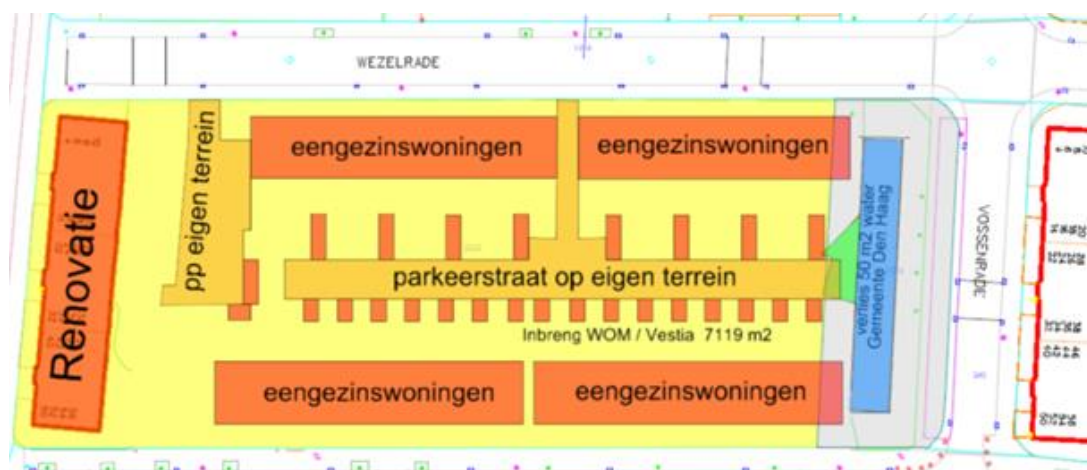 WEZELRADE
eengezinswoningen
eengezinswoningen
Renovatie
pp eigen terrein
parkeerstraat op eigen terrein
Inbreng WOM / Vestia 7119 m2
verlies 50 m2 water
Gemeente Den Haag
VOSSENRADE
eengezinswoningen
eengezinswoningen